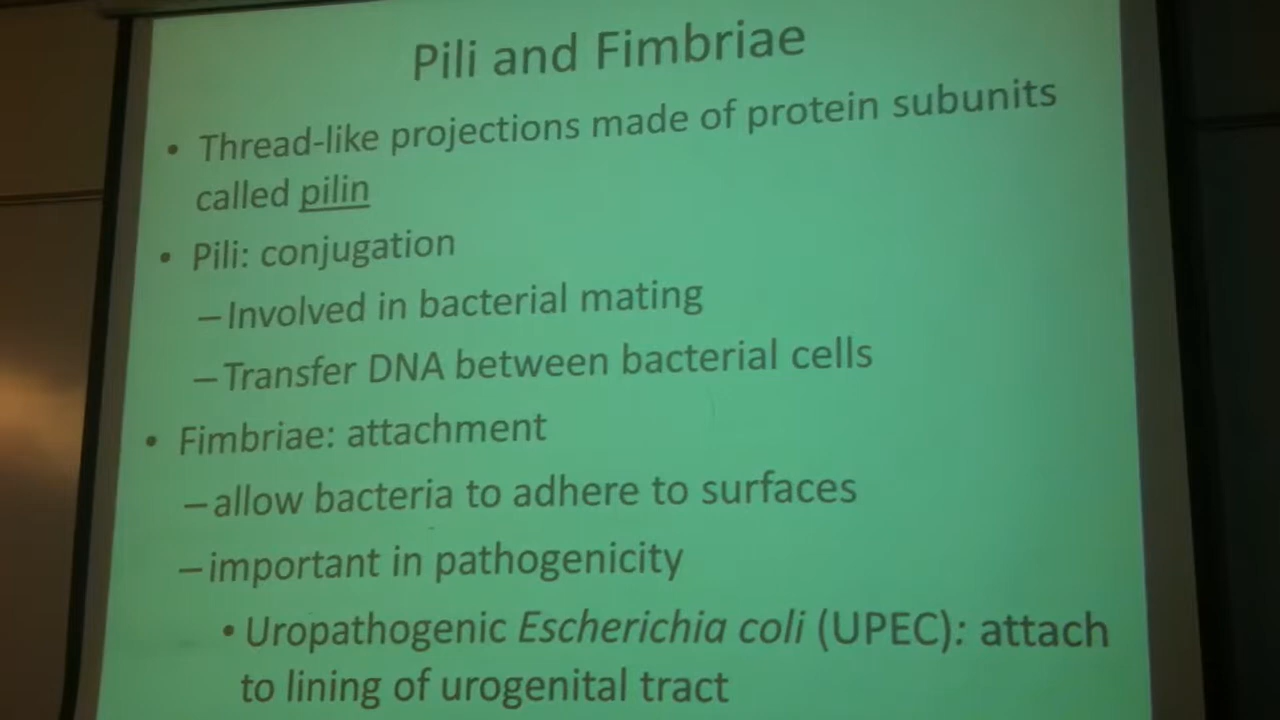 Pili and Fimbriae
• Thread-like projections made of protein subunits
called pilin
• Pili: conjugation
– Involved in bacterial mating
– Transfer DNA between bacterial cells
• Fimbriae: attachment
– allow bacteria to adhere to surfaces
– important in pathogenicity
• Uropathogenic Escherichia coli (UPEC): attach
to lining of urogenital tract